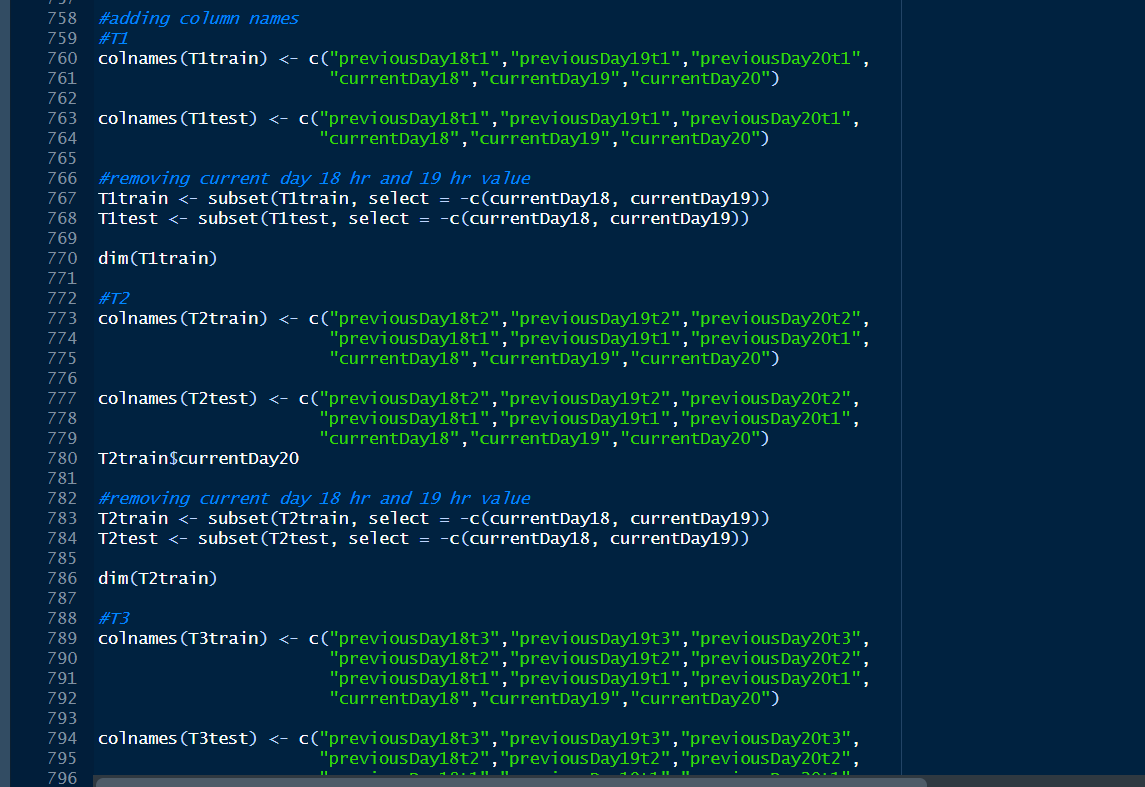 758 #adding column names
759 #T1
760 colnames(T1train) <- c("previousDay18t1","previousDay19t1","previousDay20t1",
761 "currentDay18","currentDay19","currentDay20")
762
763 colnames(T1test) <- c("previousDay18t1","previousDay19t1","previousDay20t1",
764 "currentDay18","currentDay19","currentDay20")
765
766 #removing current day 18 hr and 19 hr value
767 T1train <- subset(T1train, select = -c(currentDay18, currentDay19))
768 T1test <- subset(T1test, select = -c(currentDay18, currentDay19))
769
770 dim(T1train)
771
772 #T2
773 colnames(T2train) <- c("previousDay18t2","previousDay19t2","previousDay20t2",
774 "previousDay18t1","previousDay19t1","previousDay20t1",
775 "currentDay18","currentDay19","currentDay20")
776
777 colnames(T2test) <- c("previousDay18t2","previousDay19t2","previousDay20t2",
778 "previousDay18t1","previousDay19t1","previousDay20t1",
779 "currentDay18","currentDay19","currentDay20")
780 T2train$currentDay20
781
782 #removing current day 18 hr and 19 hr value
783 T2train <- subset(T2train, select = -c(currentDay18, currentDay19))
784 T2test <- subset(T2test, select = -c(currentDay18, currentDay19))
785
786 dim(T2train)
787
788 #T3
789 colnames(T3train) <- c("previousDay18t3","previousDay19t3","previousDay20t3",
790 "previousDay18t2","previousDay19t2","previousDay20t2",
791 "previousDay18t1","previousDay19t1","previousDay20t1",
792 "currentDay18","currentDay19","currentDay20")
793
794 colnames(T3test) <- c("previousDay18t3","previousDay19t3","previousDay20t3",
795 "previousDay18t2","previousDay19t2","previousDay20t2",
796